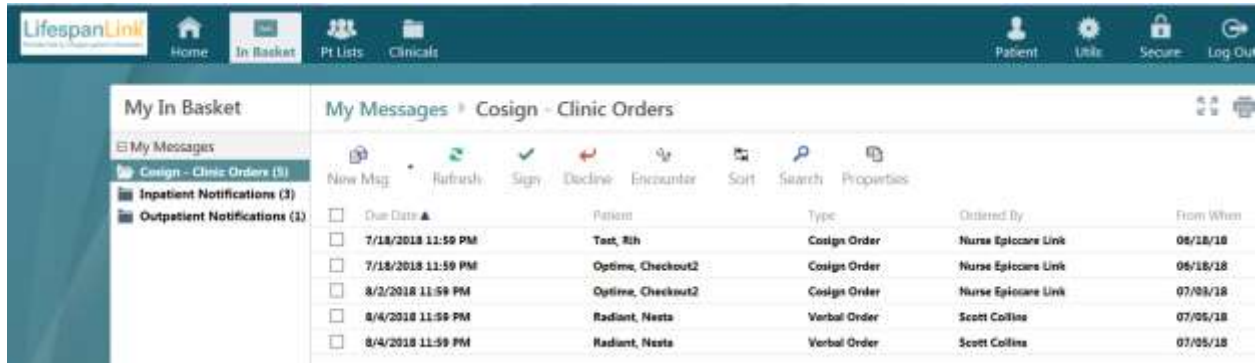 LifespanLink
Home
In Basket
Pt Lists
Clinicals
Patient
Utils
Secure
Log Out
My In Basket
My Messages
Cosign - Clinic Orders (5)
Inpatient Notifications (3)
Outpatient Notifications (1)
My Messages Cosign - Clinic Orders
New Msg Refresh Sign Decline Encounter Sort Search Properties
Due Date Patient Type Ordered By From When
7/18/2018 11:59 PM Test, Rih Cosign Order Nurse Epiccare Link 06/18/18
7/18/2018 11:59 PM Optime, Checkout2 Cosign Order Nurse Epiccare Link 06/18/18
8/2/2018 11:59 PM Optime, Checkout2 Cosign Order Nurse Epiccare Link 07/03/18
8/4/2018 11:59 PM Radiant, Nesta Verbal Order Scott Collins 07/05/18
8/4/2018 11:59 PM Radiant, Nesta Verbal Order Scott Collins 07/05/18